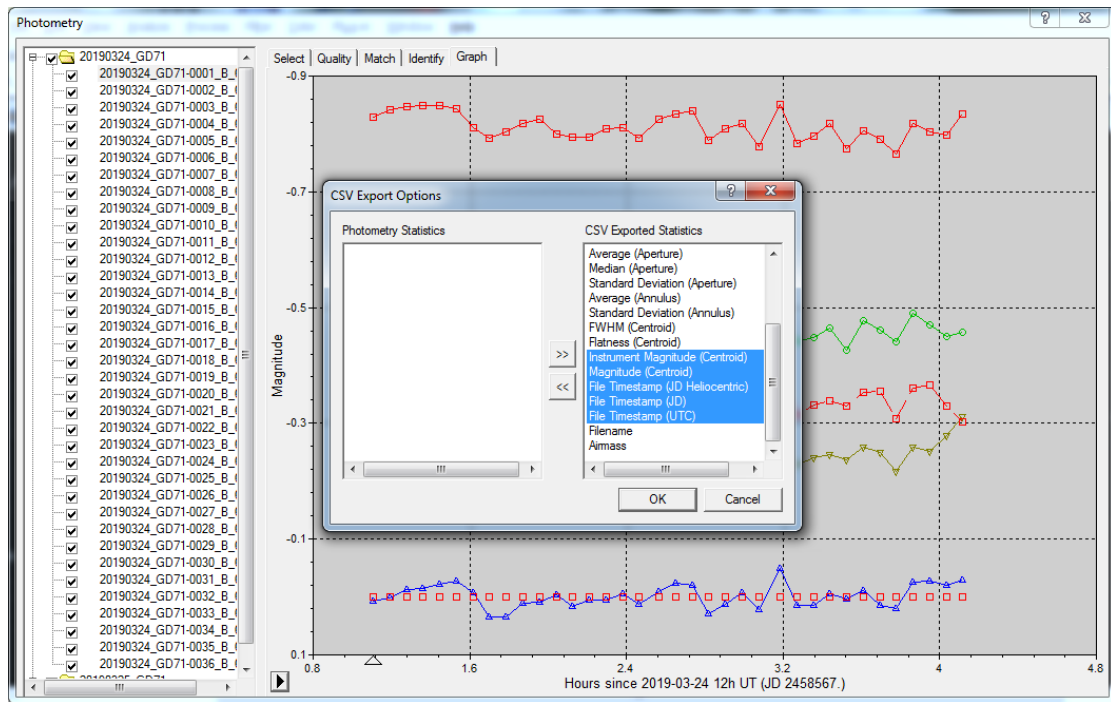 Photometry
20190324_GD71
20190324_GD71-0001_B_
20190324_GD71-0002_B_
20190324_GD71-0003_B_
20190324_GD71-0004_B_
20190324_GD71-0005_B_
20190324_GD71-0006_B_
20190324_GD71-0007_B_
20190324_GD71-0008_B_
20190324_GD71-0009_B_
20190324_GD71-0010_B_
20190324_GD71-0011_B_
20190324_GD71-0012_B_
20190324_GD71-0013_B_
20190324_GD71-0014_B_
20190324_GD71-0015_B_
20190324_GD71-0016_B_
20190324_GD71-0017_B_
20190324_GD71-0018_B_
20190324_GD71-0019_B_
20190324_GD71-0020_B_
20190324_GD71-0021_B_
20190324_GD71-0022_B_
20190324_GD71-0023_B_
20190324_GD71-0024_B_
20190324_GD71-0025_B_
20190324_GD71-0026_B_
20190324_GD71-0027_B_
20190324_GD71-0028_B_
20190324_GD71-0029_B_
20190324_GD71-0030_B_
20190324_GD71-0031_B_
20190324_GD71-0032_B_
20190324_GD71-0033_B_
20190324_GD71-0034_B_
20190324_GD71-0035_B_
20190324_GD71-0036_B_
Select Quality Match Identify Graph
-0.9
-0.7
-0.5
-0.3
-0.1
0.1
Magnitude
0.8 1.6 2.4 3.2 4 4.8
Hours since 2019-03-24 12h UT (JD 2458567.)
CSV Export Options
Photometry Statistics
>>
<<
CSV Exported Statistics
Average (Aperture)
Median (Aperture)
Standard Deviation (Aperture)
Average (Annulus)
Standard Deviation (Annulus)
FWHM (Centroid)
Flatness (Centroid)
Instrument Magnitude (Centroid)
Magnitude (Centroid)
File Timestamp (JD Heliocentric)
File Timestamp (JD)
File Timestamp (UTC)
Filename
Airmass
OK Cancel